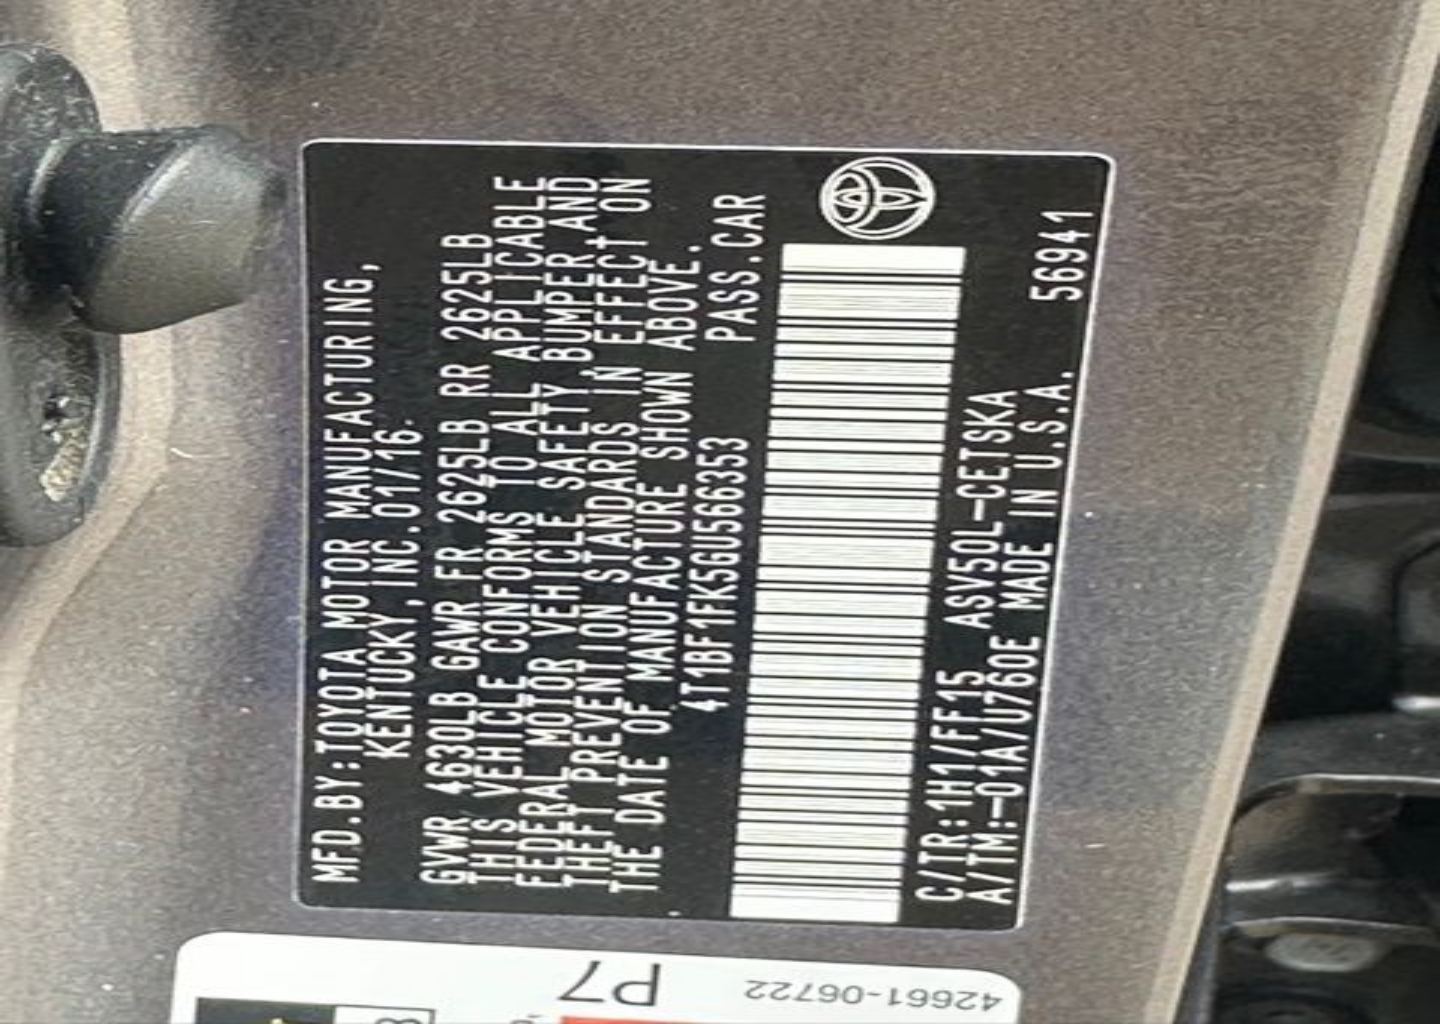 MFD.BY:TOYOTA MOTOR MANUFACTURING,
KENTUCKY,INC.01/16
GVWR 4630LB GAWR FR 2625LB RR 2625LB
THIS VEHICLE CONFORMS TO ALL APPLICABLE
FEDERAL MOTOR VEHICLE SAFETY,BUMPER,AND
THEFT PREVENTION STANDARDS IN EFFECT ON
THE DATE OF MANUFACTURE SHOWN ABOVE.
4T1BF1FK5GU566353 PASS.CAR
C/TR:1H1/FF15 ASV50L-CETSKA
A/TM:-01A/U760E MADE IN U.S.A. 56941
42661-06722
P7